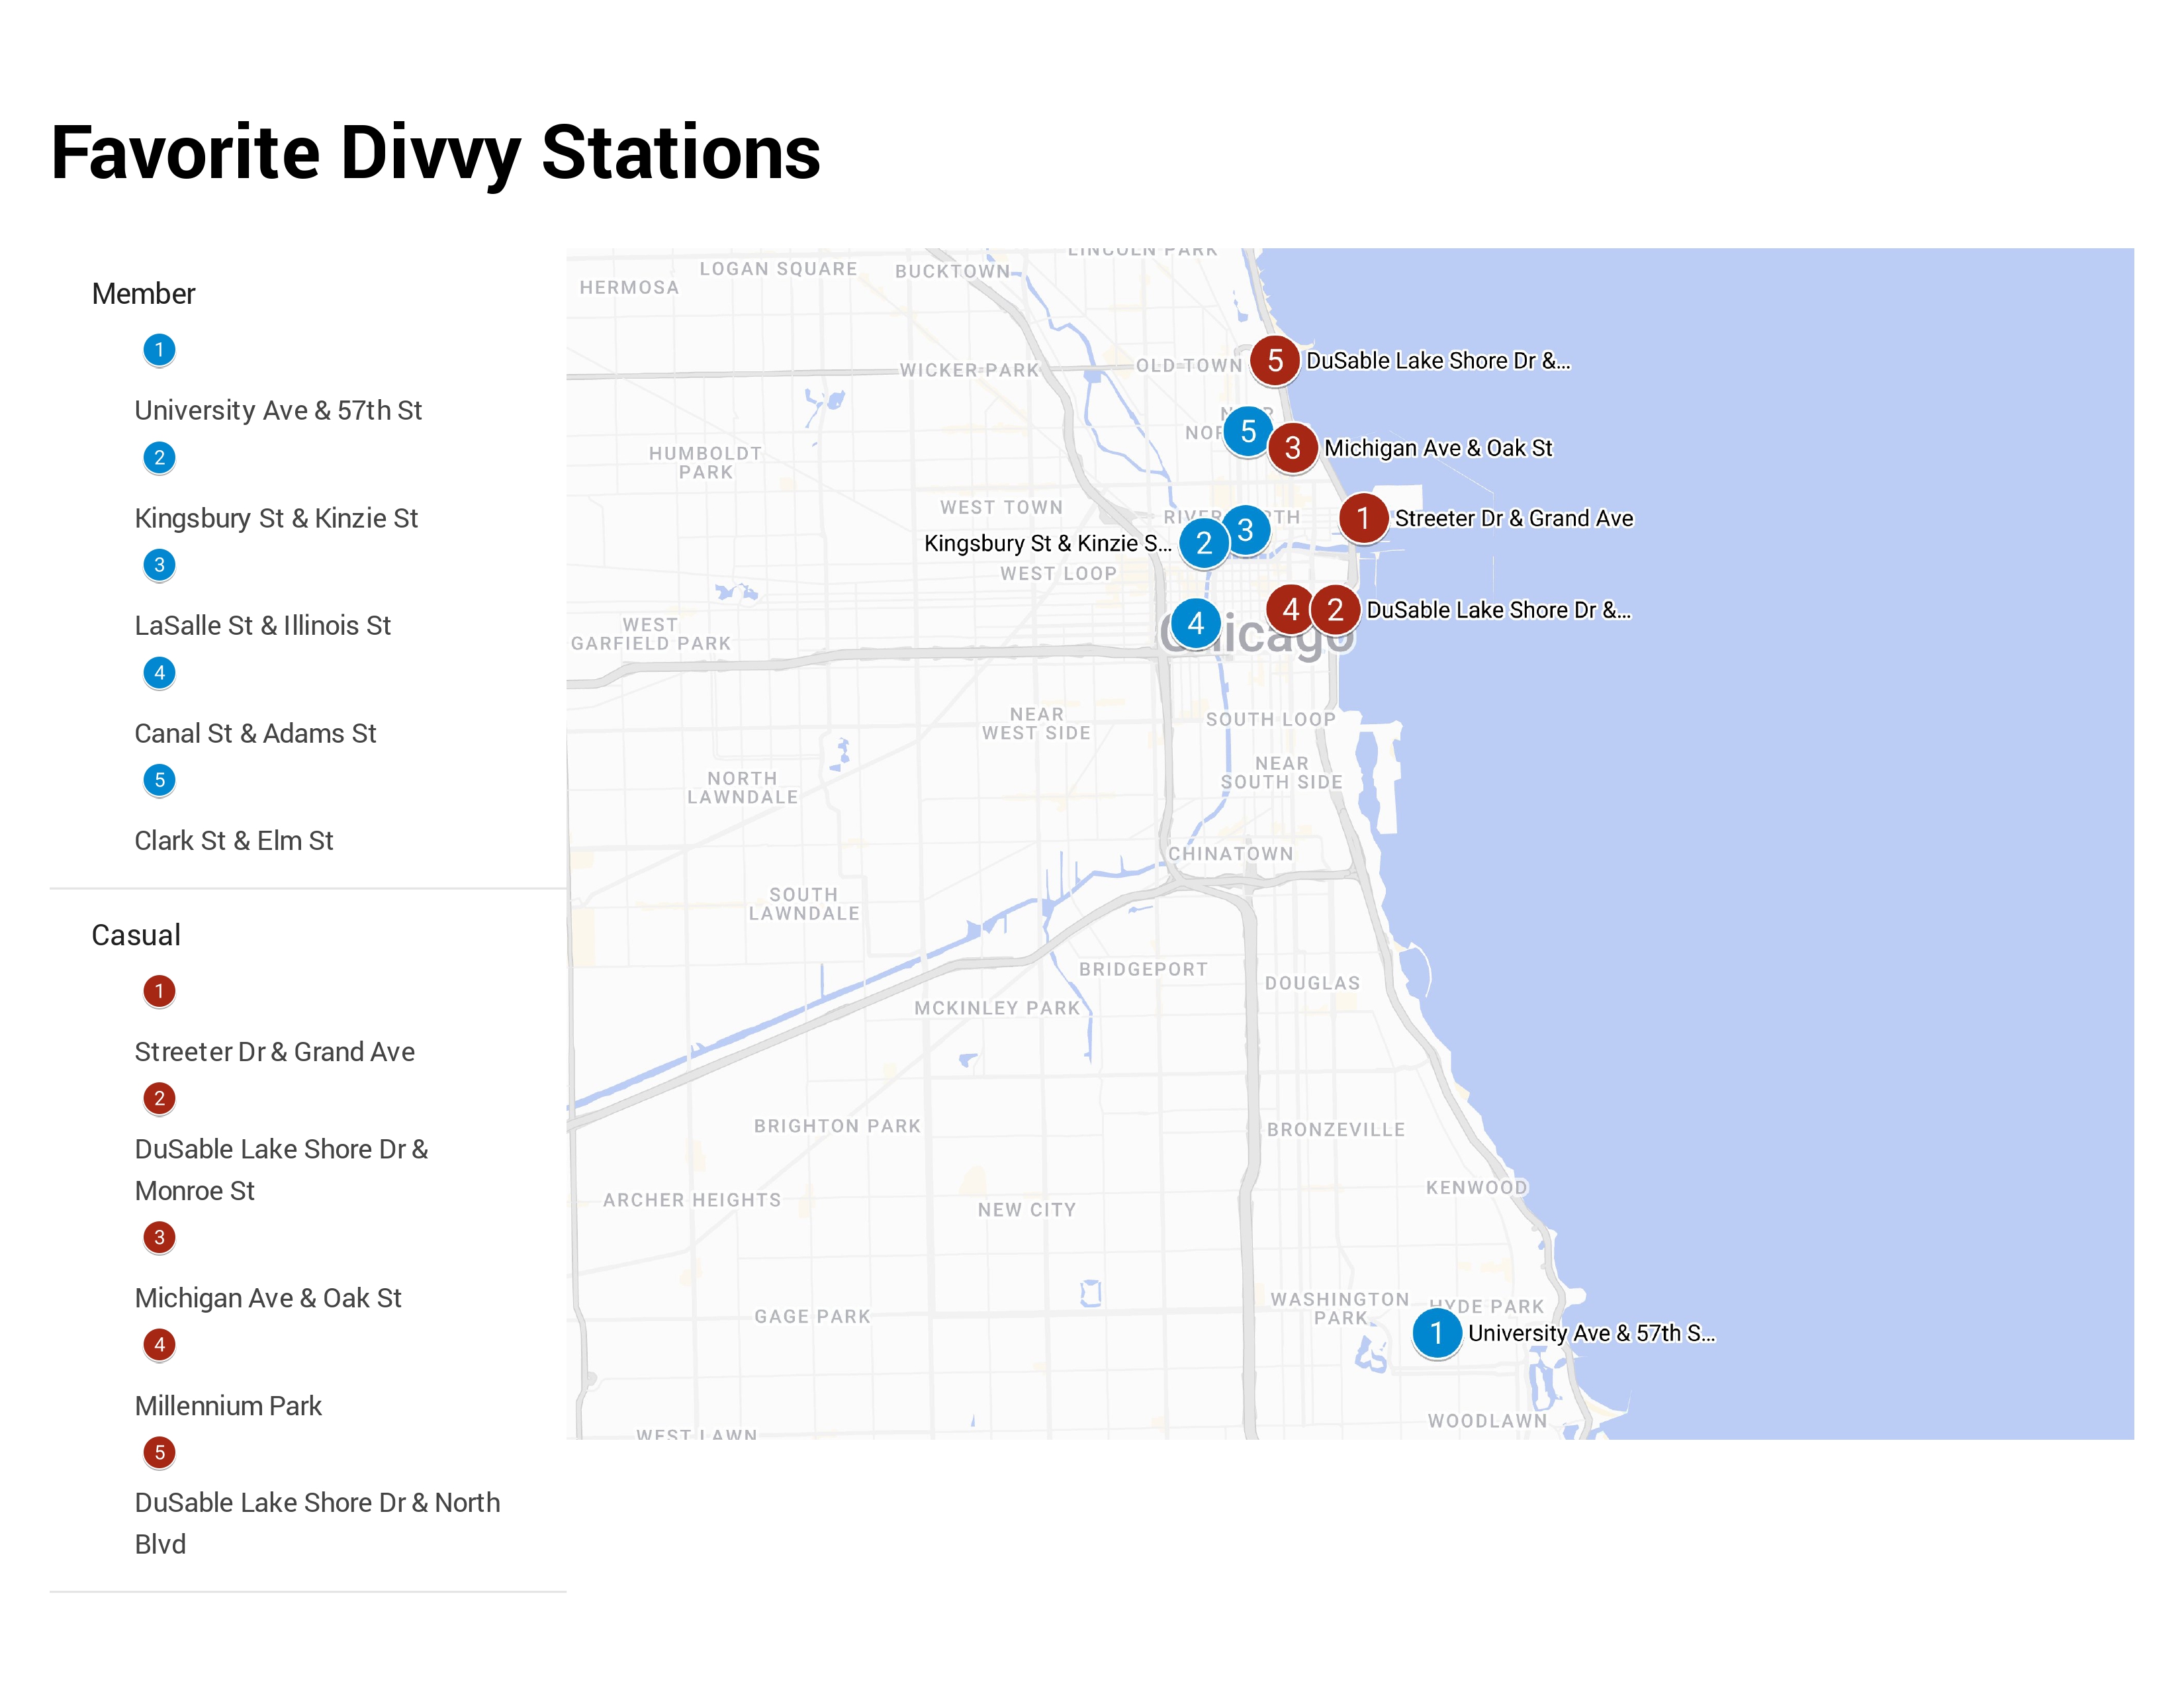 Favorite Divvy Stations
Member
1
University Ave & 57th St
2
Kingsbury St & Kinzie St
3
LaSalle St & Illinois St
4
Canal St & Adams St
5
Clark St & Elm St
Casual
1
Streeter Dr & Grand Ave
2
DuSable Lake Shore Dr &
Monroe St
3
Michigan Ave & Oak St
4
Millennium Park
5
DuSable Lake Shore Dr & North
Blvd
LINCOLN PARK
LOGAN SQUARE
BUCKTOWN
HERMOSA
5 DuSable Lake Shore Dr &...
OLD TOWN
WICKER PARK
5
3 Michigan Ave & Oak St
HUMBOLDT
PARK
WEST TOWN
1 Streeter Dr & Grand Ave
3
Kingsbury St & Kinzie S... 2
WEST LOOP
4
2 DuSable Lake Shore Dr &...
4
Chicago
WEST
GARFIELD PARK
NEAR
WEST SIDE
SOUTH LOOP
NEAR
SOUTH SIDE
NORTH
LAWNDALE
CHINATOWN
SOUTH
LAWNDALE
BRIDGEPORT
DOUGLAS
MCKINLEY PARK
BRIGHTON PARK
BRONZEVILLE
KENWOOD
ARCHER HEIGHTS
NEW CITY
WASHINGTON
PARK
HYDE PARK
GAGE PARK
1 University Ave & 57th S...
WOODLAWN
WEST LAWN